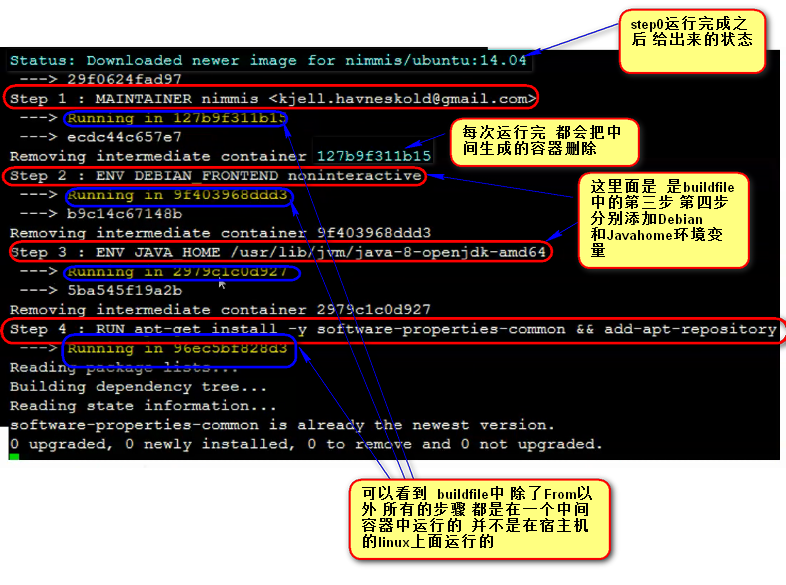 step0运行完成之
后 给出来的状态
Status: Downloaded newer image for nimmis/ubuntu:14.04
---> 29f0624fad97
Step 1 : MAINTAINER nimmis <kjell.havneskold@gmail.com>
---> Running in 127b9f311b15
---> ecdc44c657e7
Removing intermediate container 127b9f311b15
每次运行完 都会把中
间生成的容器删除
Step 2 : ENV DEBIAN_FRONTEND noninteractive
---> Running in 9f403968ddd3
---> b9c14c67148b
Removing intermediate container 9f403968ddd3
这里面是 是buildfile
中的第三步 第四步
分别添加Debian
和Javahome环境变
量
Step 3 : ENV JAVA_HOME /usr/lib/jvm/java-8-openjdk-amd64
---> Running in 2979c1c0d927
---> 5ba545f19a2b
Removing intermediate container 2979c1c0d927
Step 4 : RUN apt-get install -y software-properties-common && add-apt-repository
---> Running in 96ec5bf828d3
Reading package lists...
Building dependency tree...
Reading state information...
software-properties-common is already the newest version.
0 upgraded, 0 newly installed, 0 to remove and 0 not upgraded.
可以看到 buildfile中 除了From以
外 所有的步骤 都是在一个中间
容器中运行的 并不是在宿主机
的linux上面运行的